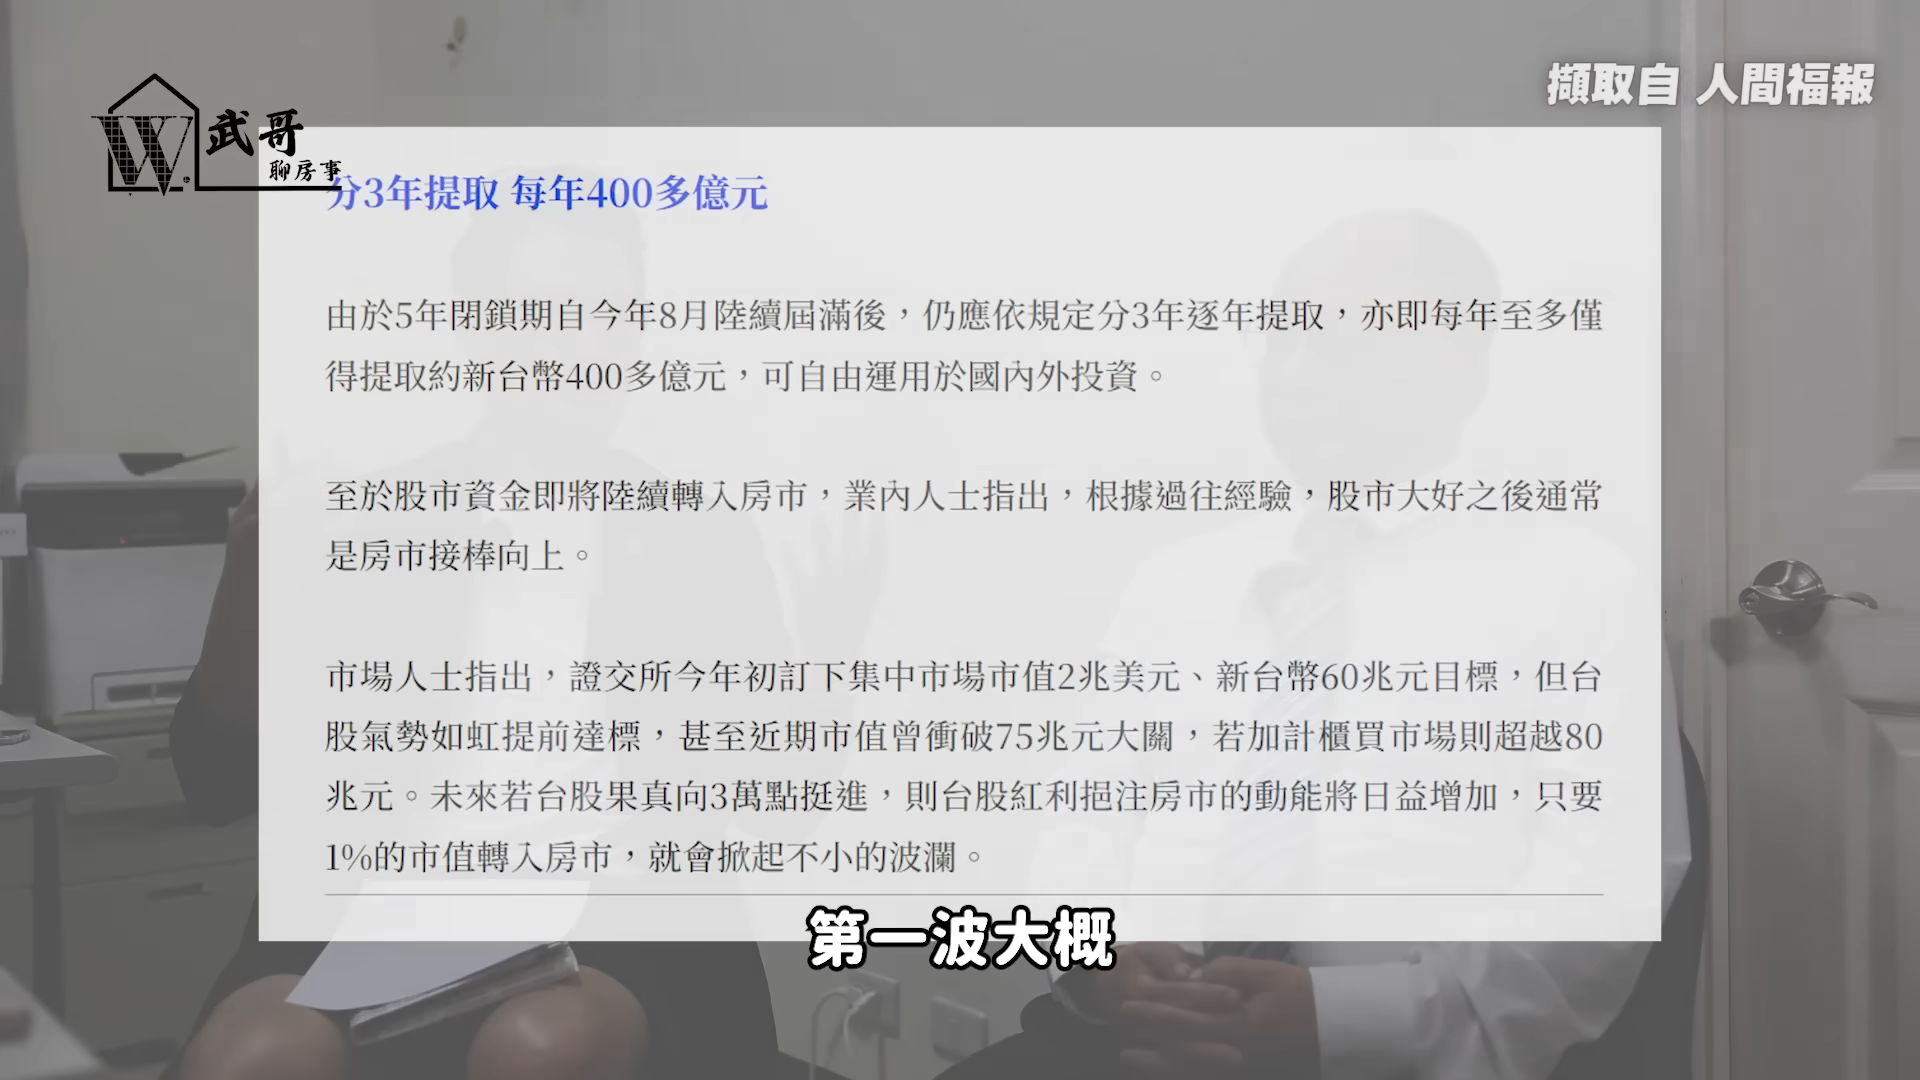 擷取自 人間福報
W.
武哥
聊房事
分3年提取 每年400多億元
由於5年閉鎖期自今年8月陸續屆滿後，仍應依規定分3年逐年提取，亦即每年至多僅
得提取約新台幣400多億元，可自由運用於國內外投資。
至於股市資金即將陸續轉入房市，業內人士指出，根據過往經驗，股市大好之後通常
是房市接棒向上。
市場人士指出，證交所今年初訂下集中市場市值2兆美元、新台幣60兆元目標，但台
股氣勢如虹提前達標，甚至近期市值曾衝破75兆元大關，若加計櫃買市場則超越80
兆元。未來若台股果真向3萬點挺進，則台股紅利挹注房市的動能將日益增加，只要
1%的市值轉入房市，就會掀起不小的波瀾。
第一波大概